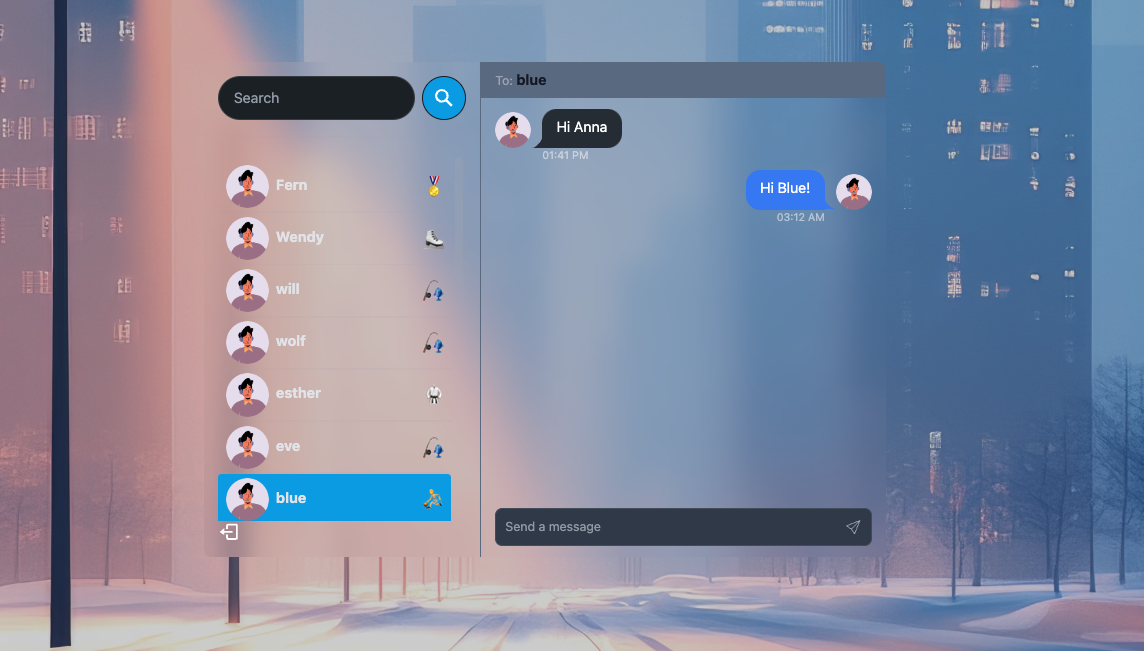 Search
Fern
Wendy
will
wolf
esther
eve
blue
To: blue
Hi Anna
01:41 PM
Hi Blue!
03:12 AM
Send a message